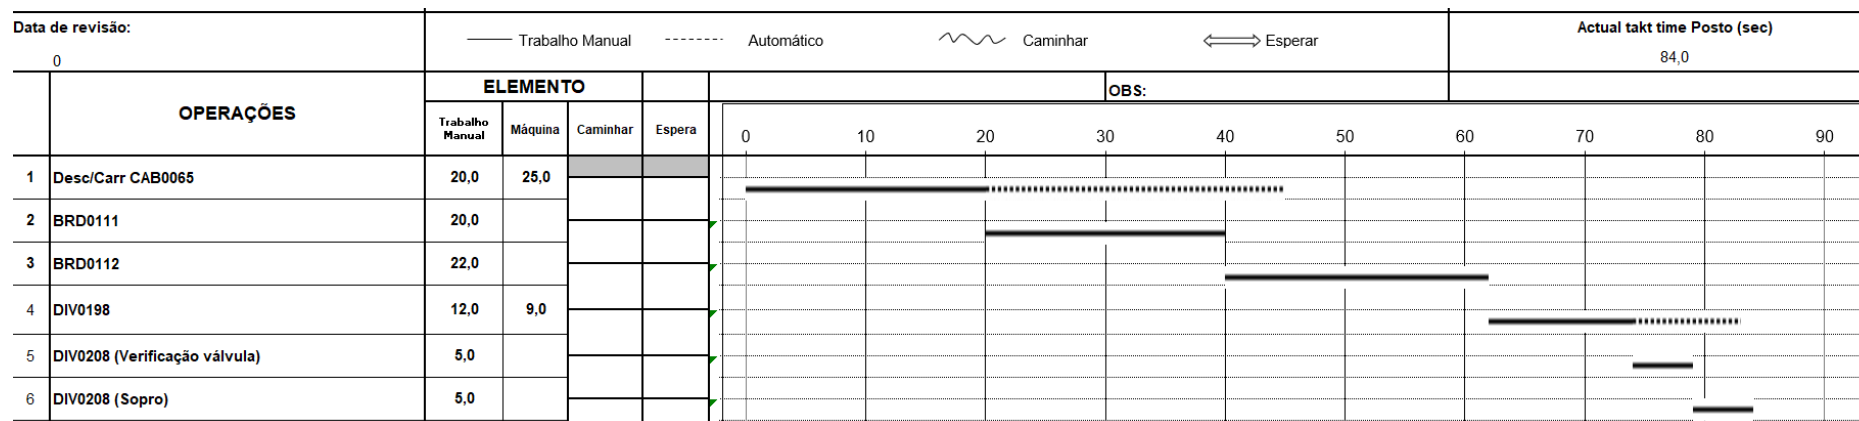 Data de revisão:
0
Trabalho Manual
Automático
Caminhar
Esperar
Actual takt time Posto (sec)
84,0
OPERAÇÕES
ELEMENTO
OBS:
Trabalho Manual
Máquina
Caminhar
Espera
0 10 20 30 40 50 60 70 80 90
1 Desc/Carr CAB0065 20,0 25,0
2 BRD0111 20,0
3 BRD0112 22,0
4 DIV0198 12,0 9,0
5 DIV0208 (Verificação válvula) 5,0
6 DIV0208 (Sopro) 5,0